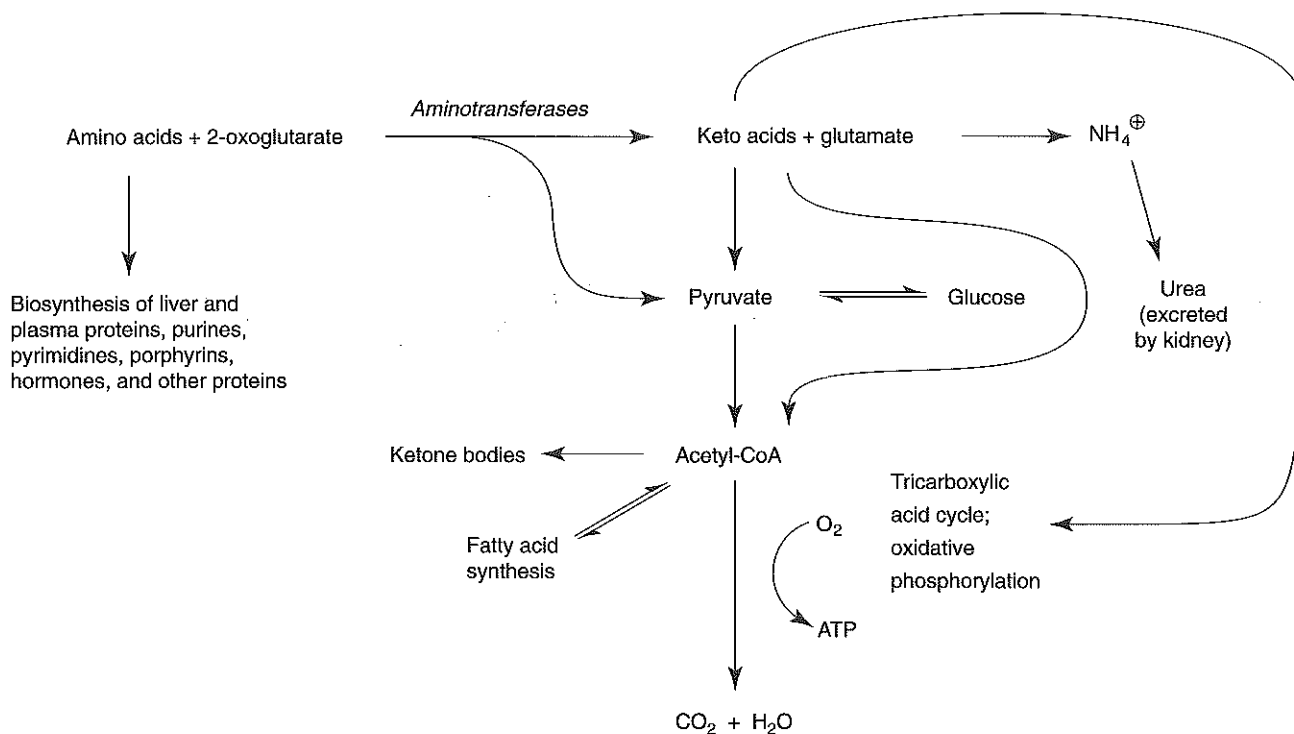 Aminotransferases
Amino acids + 2-oxoglutarate
Keto acids + glutamate
NH₄⊕
Biosynthesis of liver and
plasma proteins, purines,
pyrimidines, porphyrins,
hormones, and other proteins
Pyruvate
Glucose
Urea
(excreted
by kidney)
Ketone bodies
Acetyl-CoA
Fatty acid
synthesis
O₂
ATP
Tricarboxylic
acid cycle;
oxidative
phosphorylation
CO₂ + H₂O